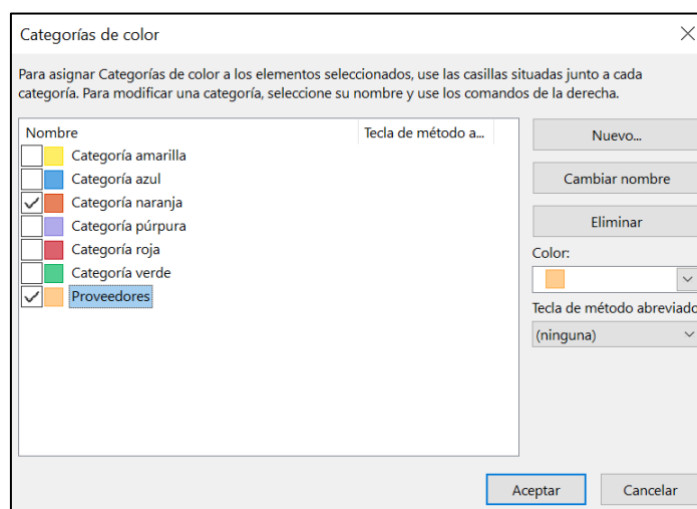 Categorías de color
Para asignar Categorías de color a los elementos seleccionados, use las casillas situadas junto a cada
categoría. Para modificar una categoría, seleccione su nombre y use los comandos de la derecha.
Nombre Tecla de método a...
Categoría amarilla
Categoría azul
Categoría naranja
Categoría púrpura
Categoría roja
Categoría verde
Proveedores
Nuevo...
Cambiar nombre
Eliminar
Color:
Tecla de método abreviado
(ninguna)
Aceptar Cancelar